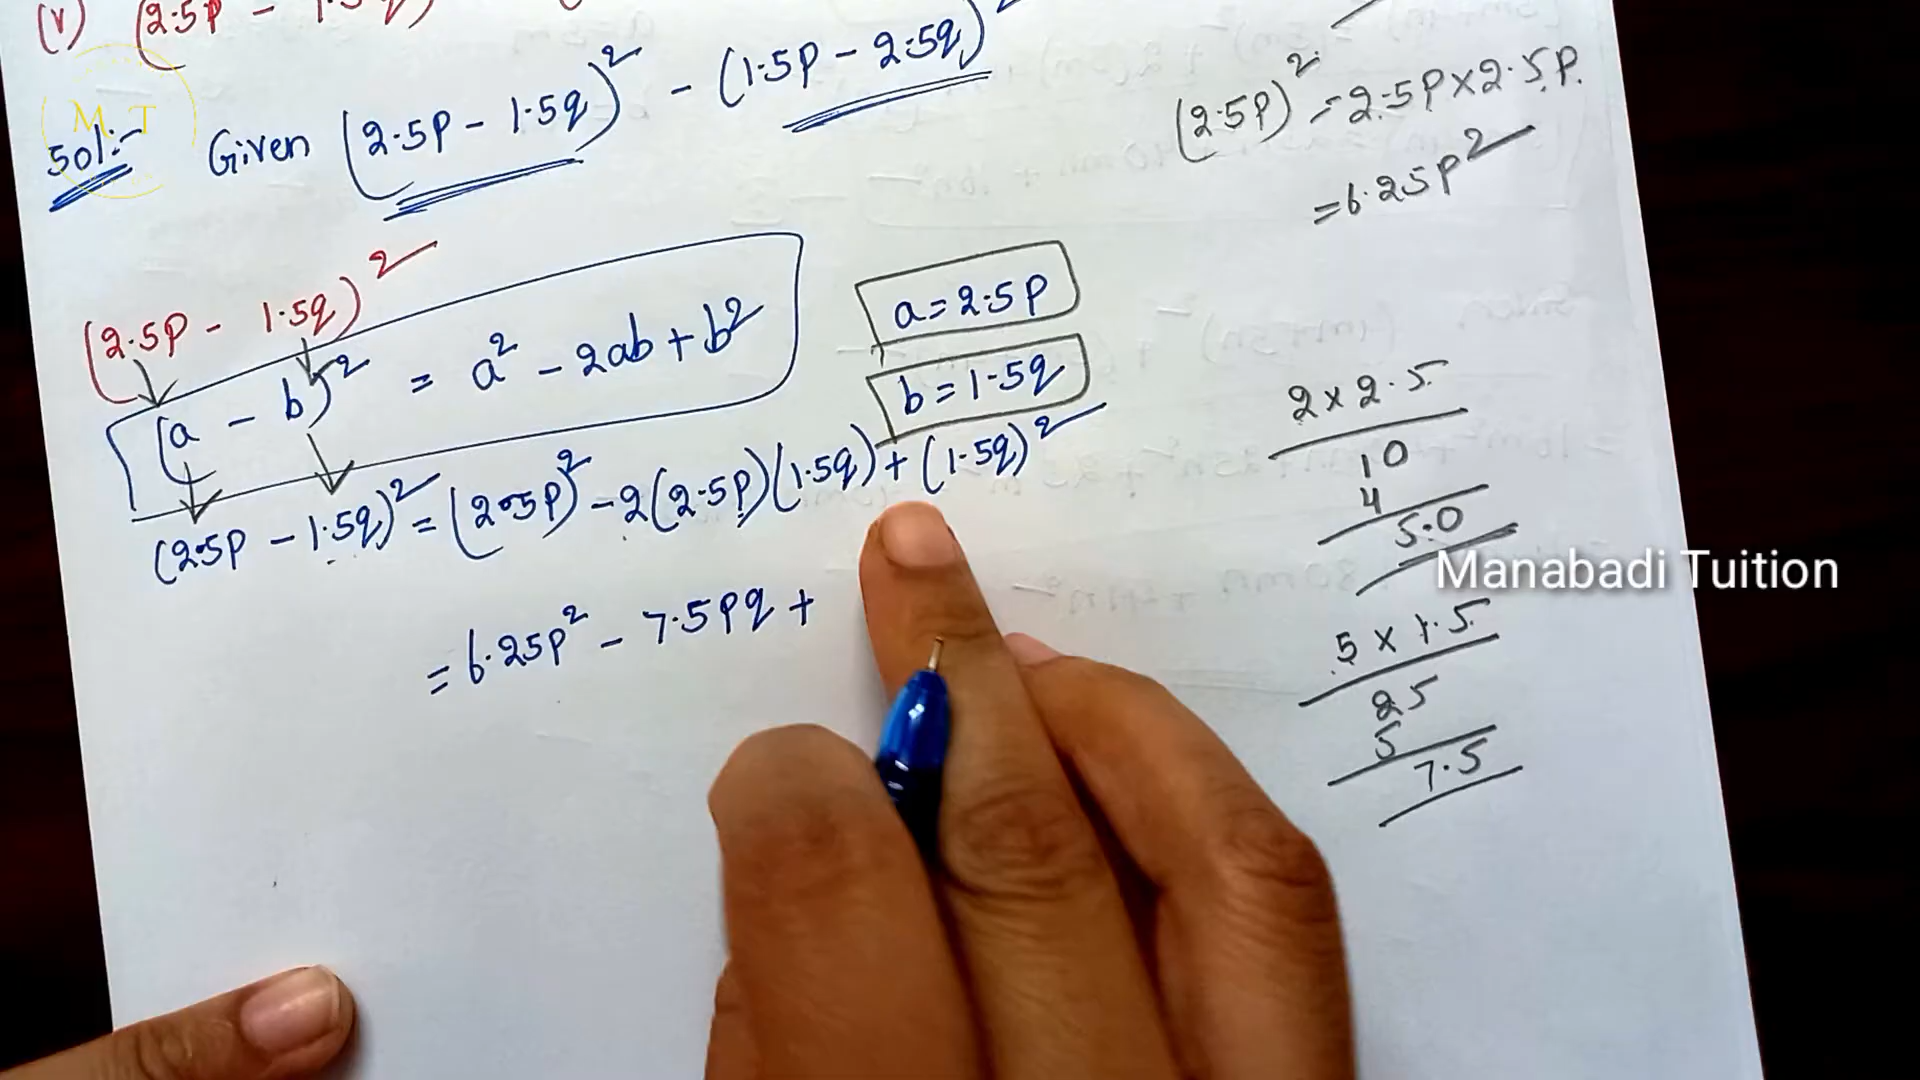 (v) (2.5p - 1.5q)
M.T
Sol:- Given (2.5p - 1.5q)² - (1.5p - 2.5q)²
(2.5p)² = 2.5p × 2.5p.
= 6.25p²
(2.5p - 1.5q)²
(a - b)² = a² - 2ab + b²
a = 2.5p
b = 1.5q
(2.5p - 1.5q)² = (2.5p)² - 2(2.5p)(1.5q) + (1.5q)²
= 6.25p² - 7.5pq +
2 × 2.5
10
4
5.0
Manabadi Tuition
5 × 1.5
25
5
7.5